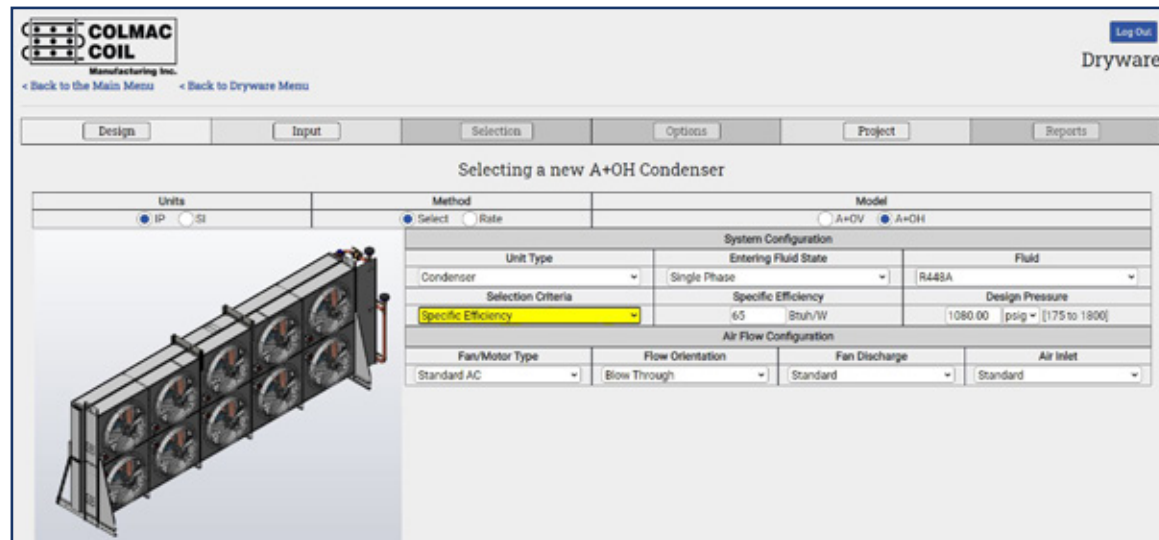 COLMAC
COIL
Manufacturing Inc.
Log Out
Dryware
< Back to the Main Menu < Back to Dryware Menu
Design Input Selection Options Project Reports
Selecting a new A+OH Condenser
Units Method Model
IP SI Select Rate A+OV A+OH
System Configuration
Unit Type Entering Fluid State Fluid
Condenser Single Phase R448A
Selection Criteria Specific Efficiency Design Pressure
Specific Efficiency 65 Btuh/W 1080.00 psig [175 to 1800]
Air Flow Configuration
Fan/Motor Type Flow Orientation Fan Discharge Air Inlet
Standard AC Blow Through Standard Standard